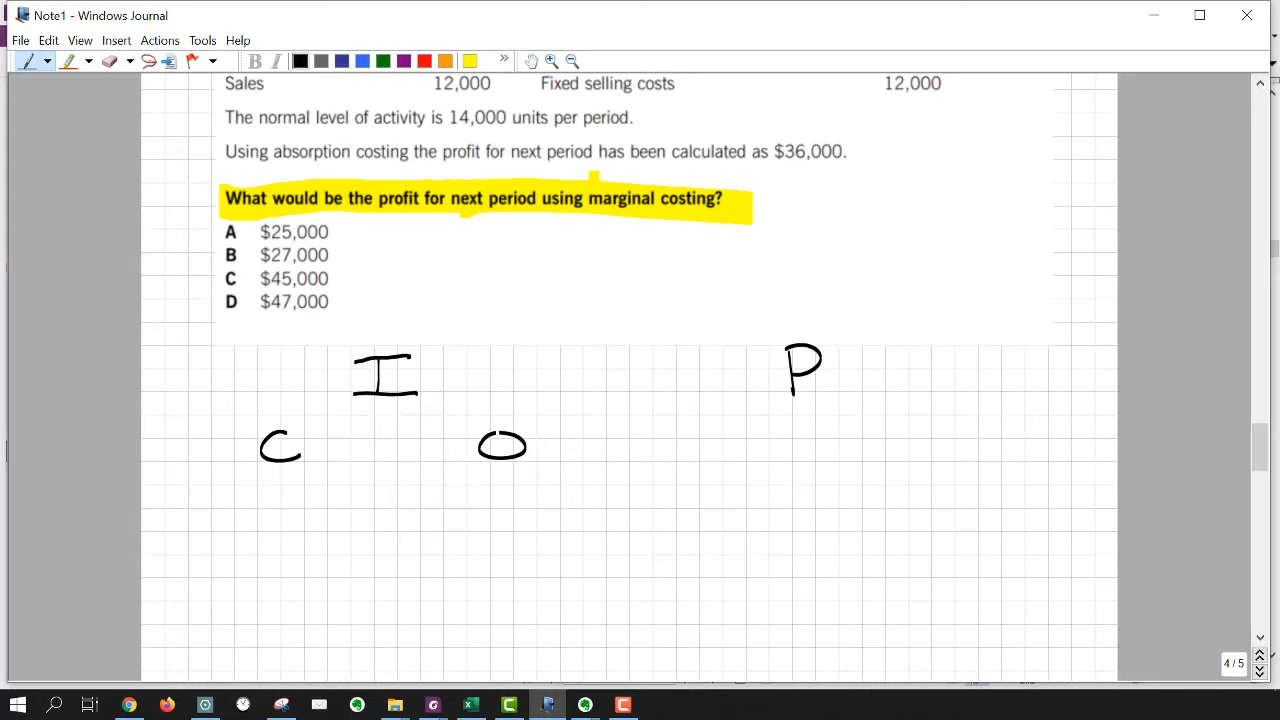 Note1 - Windows Journal
File Edit View Insert Actions Tools Help
B I
Sales 12,000 Fixed selling costs 12,000
The normal level of activity is 14,000 units per period.
Using absorption costing the profit for next period has been calculated as $36,000.
What would be the profit for next period using marginal costing?
A $25,000
B $27,000
C $45,000
D $47,000
I P
C O
4 / 5